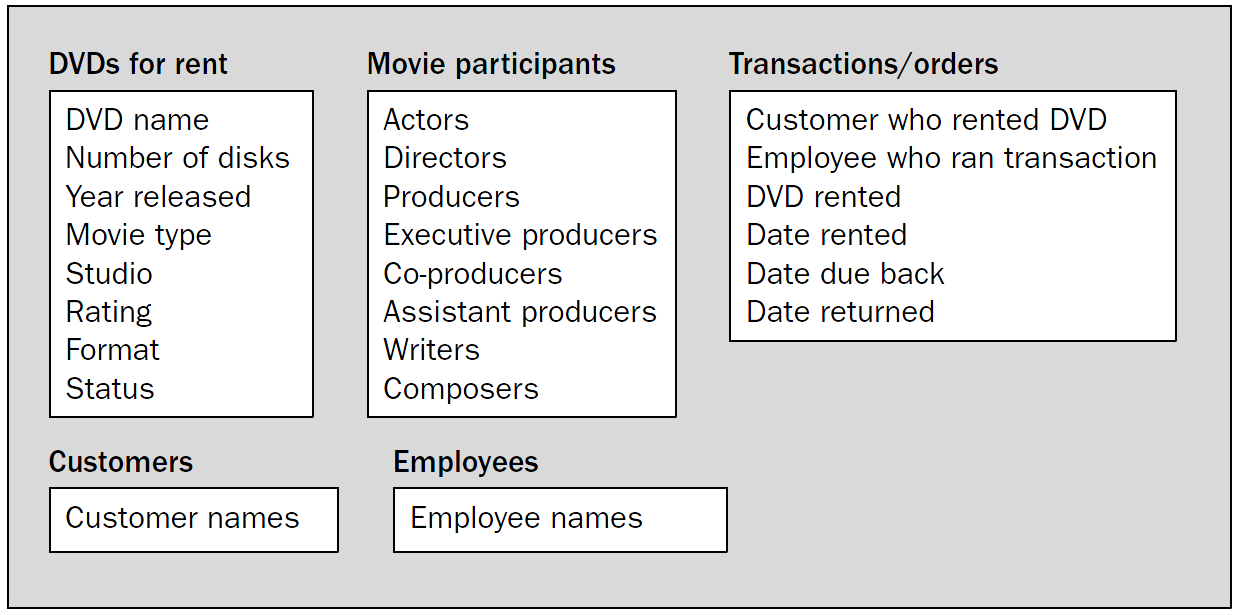 DVDs for rent
DVD name
Number of disks
Year released
Movie type
Studio
Rating
Format
Status
Movie participants
Actors
Directors
Producers
Executive producers
Co-producers
Assistant producers
Writers
Composers
Transactions/orders
Customer who rented DVD
Employee who ran transaction
DVD rented
Date rented
Date due back
Date returned
Customers
Customer names
Employees
Employee names